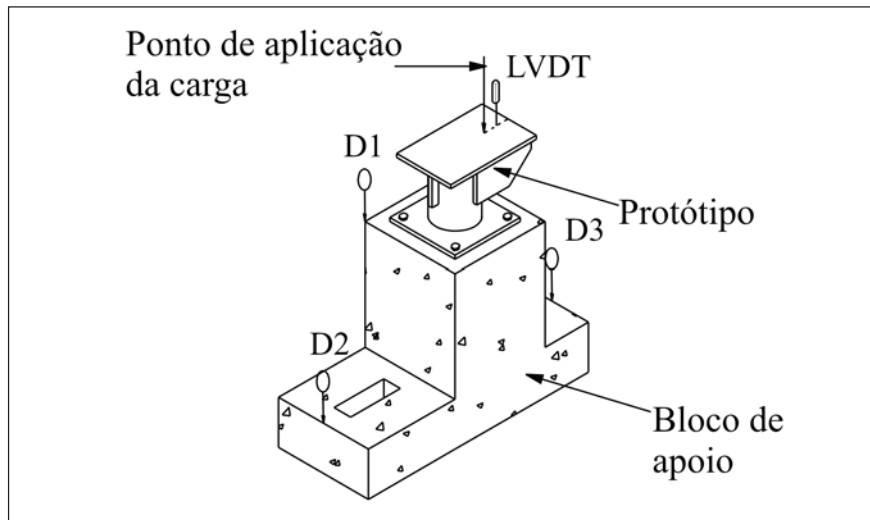 Ponto de aplicação
da carga
LVDT
D1
Protótipo
D3
D2
Bloco de
apoio